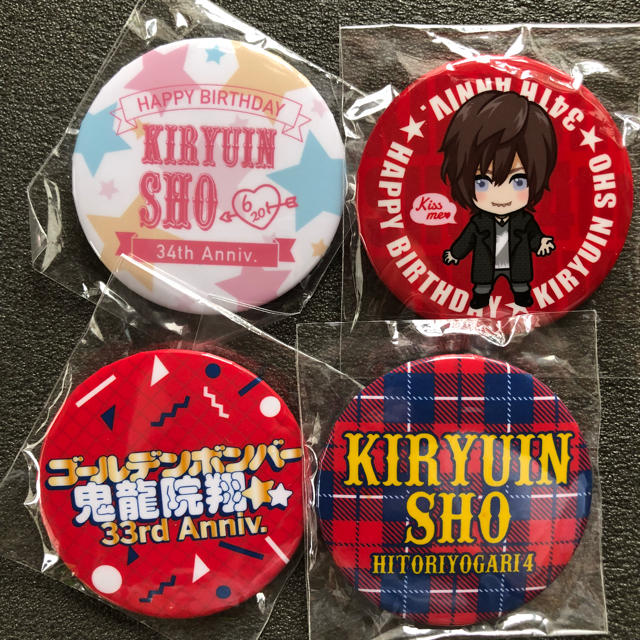 HAPPY BIRTHDAY
KIRYUIN
SHO
6/20
34th Anniv.
34TH ANNIV.
★ HAPPY BIRTHDAY ★ KIRYUIN SHO ★
Kiss
me♥
ゴールデンボンバー
鬼龍院翔
33rd Anniv.
KIRYUIN
SHO
HITORIYOGARI4